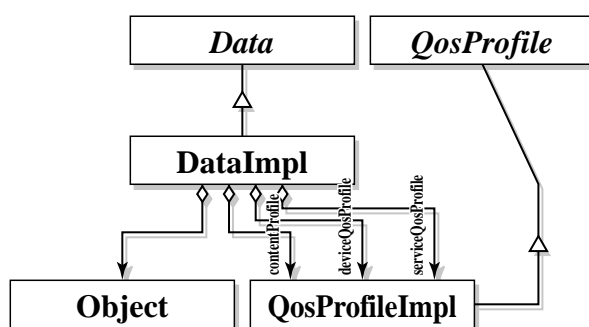 Data
QosProfile
DataImpl
contentProfile
deviceQosProfile
serviceQosProfile
Object
QosProfileImpl